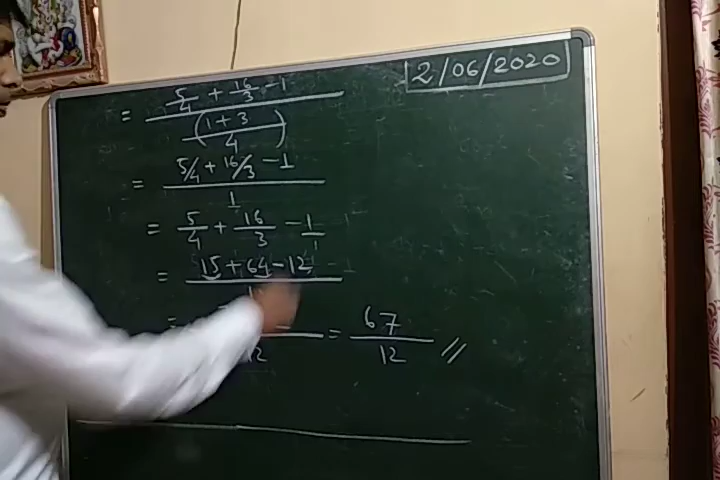 2/06/2020
= (5/4 + 16/3 - 1) / ((1+3)/4)
= (5/4 + 16/3 - 1) / 1
= 5/4 + 16/3 - 1/1
= 15 + 64 - 12
= /12 = 67/12 //